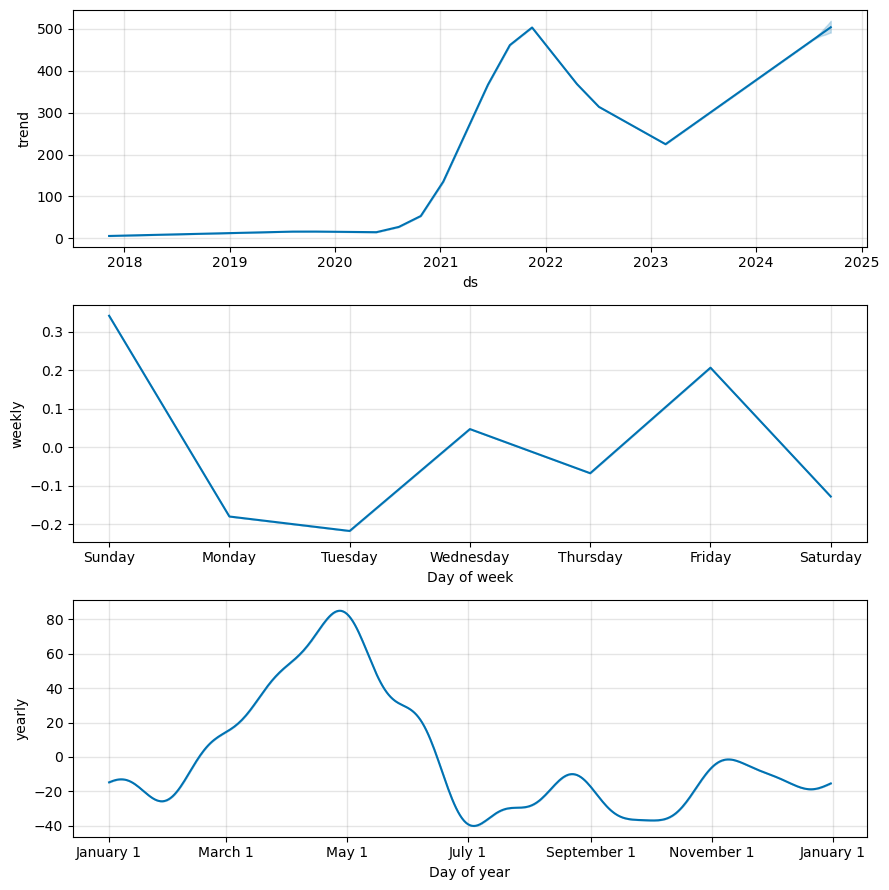 500
400
300
200
100
0
trend
2018 2019 2020 2021 2022 2023 2024 2025
ds
0.3
0.2
0.1
0.0
−0.1
−0.2
weekly
Sunday Monday Tuesday Wednesday Thursday Friday Saturday
Day of week
80
60
40
20
0
−20
−40
yearly
January 1 March 1 May 1 July 1 September 1 November 1 January 1
Day of year